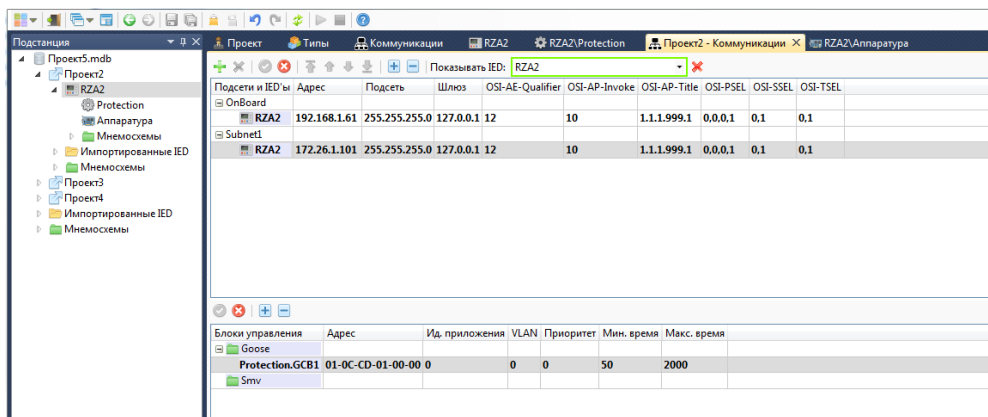 Подстанция
Проект5.mdb
Проект2
RZA2
Protection
Аппаратура
Мнемосхемы
Импортированные IED
Мнемосхемы
Проект3
Проект4
Импортированные IED
Мнемосхемы
Проект Типы Коммуникации RZA2 RZA2\Protection Проект2 - Коммуникации RZA2\Аппаратура
Показывать IED: RZA2
Подсети и IED'ы Адрес Подсеть Шлюз OSI-AE-Qualifier OSI-AP-Invoke OSI-AP-Title OSI-PSEL OSI-SSEL OSI-TSEL
OnBoard
RZA2 192.168.1.61 255.255.255.0 127.0.0.1 12 10 1.1.1.999.1 0,0,0,1 0,1 0,1
Subnet1
RZA2 172.26.1.101 255.255.255.0 127.0.0.1 12 10 1.1.1.999.1 0,0,0,1 0,1 0,1
Блоки управления Адрес Ид. приложения VLAN Приоритет Мин. время Макс. время
Goose
Protection.GCB1 01-0C-CD-01-00-00 0 0 0 50 2000
Smv